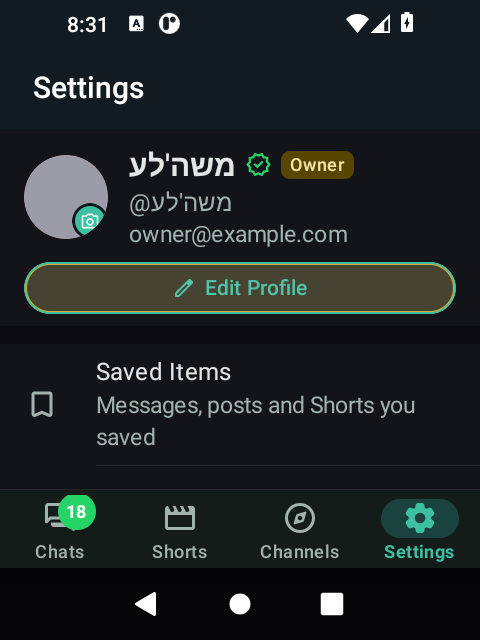 8:31
Settings
משה'לע
Owner
@משה'לע
owner@example.com
Edit Profile
Saved Items
Messages, posts and Shorts you
saved
18
Chats
Shorts
Channels
Settings